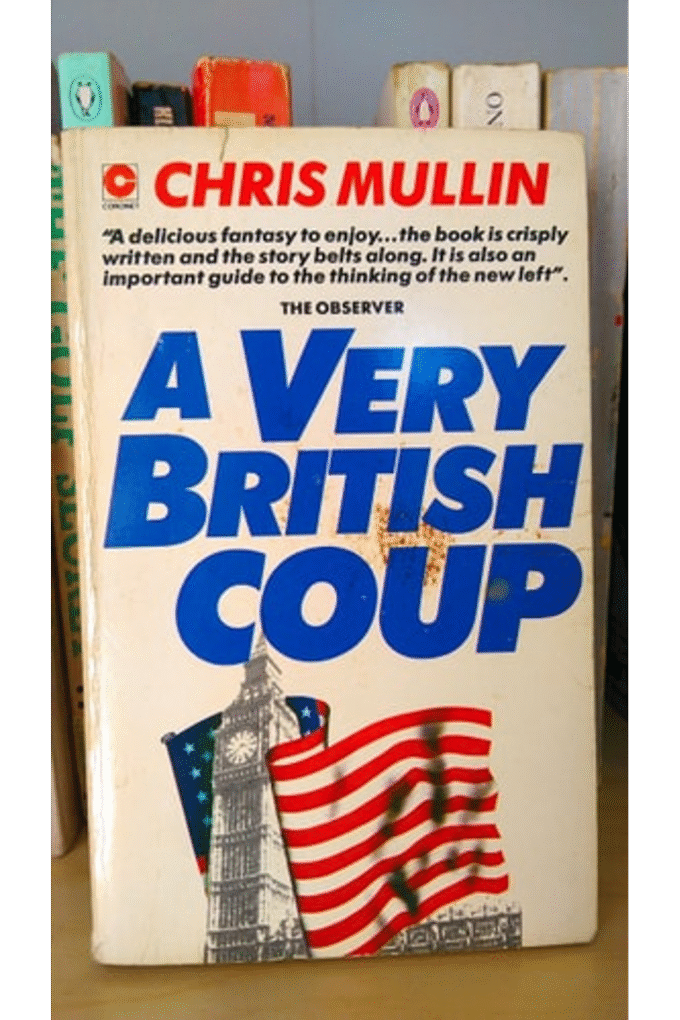 CHRIS MULLIN
CORONET
"A delicious fantasy to enjoy...the book is crisply
written and the story belts along. It is also an
important guide to the thinking of the new left".
THE OBSERVER
A VERY
BRITISH
COUP